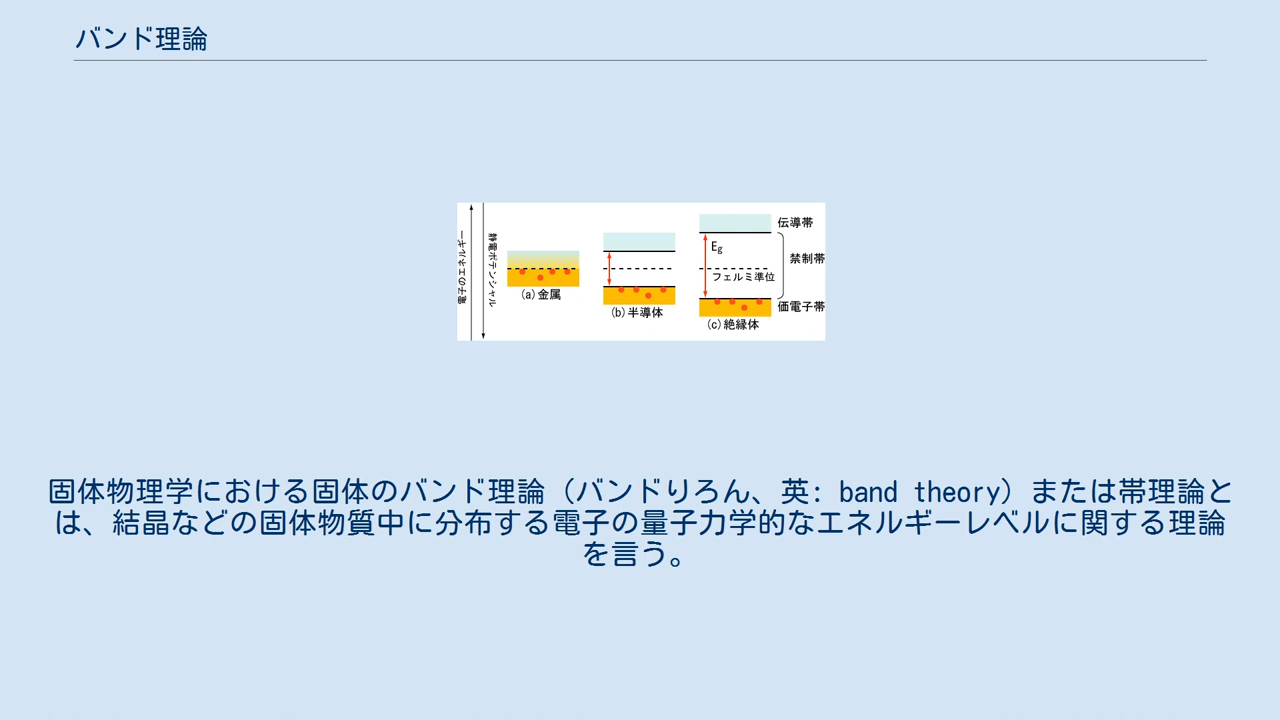 バンド理論
電子のエネルギー
静電ポテンシャル
(a)金属
(b)半導体
Eg
フェルミ準位
(c)絶縁体
伝導帯
禁制帯
価電子帯
固体物理学における固体のバンド理論（バンドりろん、英: band theory）または帯理論と
は、結晶などの固体物質中に分布する電子の量子力学的なエネルギーレベルに関する理論
を言う。